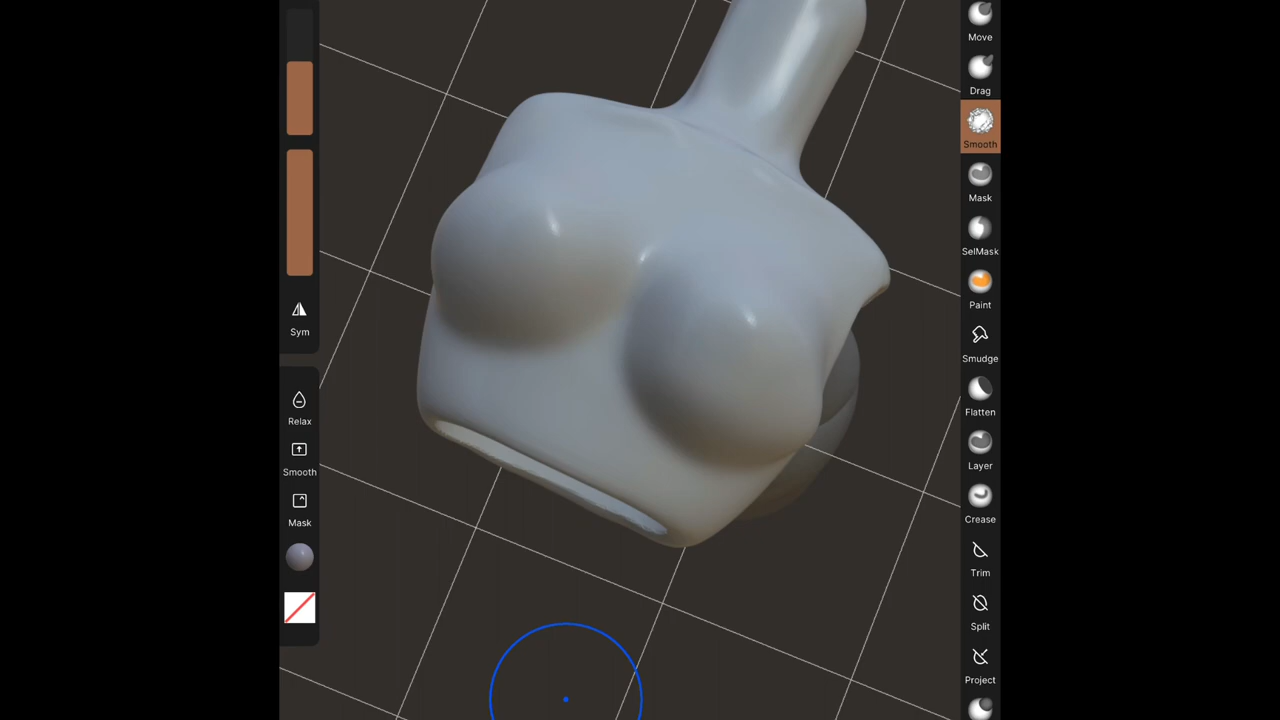 Sym
Relax
Smooth
Mask
Move
Drag
Smooth
Mask
SelMask
Paint
Smudge
Flatten
Layer
Crease
Trim
Split
Project